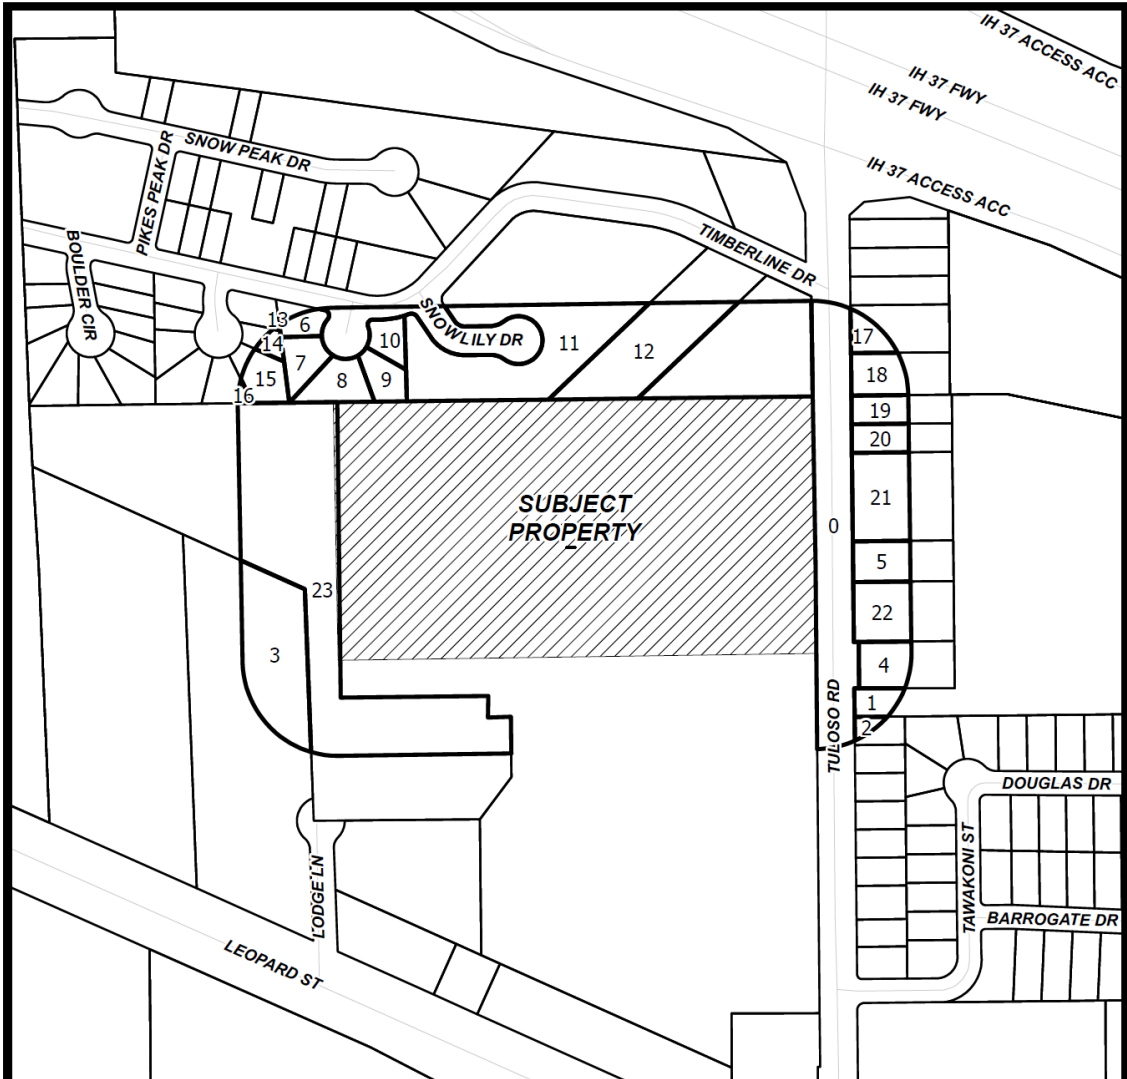 IH 37 ACCESS ACC
IH 37 FWY
IH 37 FWY
IH 37 ACCESS ACC
SNOW PEAK DR
PIKES PEAK DR
BOULDER CIR
TIMBERLINE DR
SNOWLILY DR
13
6
14
7
10
15
8
9
16
11
12
17
18
19
20
21
5
22
4
1
2
0
SUBJECT
PROPERTY
23
3
TULOSO RD
DOUGLAS DR
TAWAKONI ST
BARROGATE DR
LODGE LN
LEOPARD ST